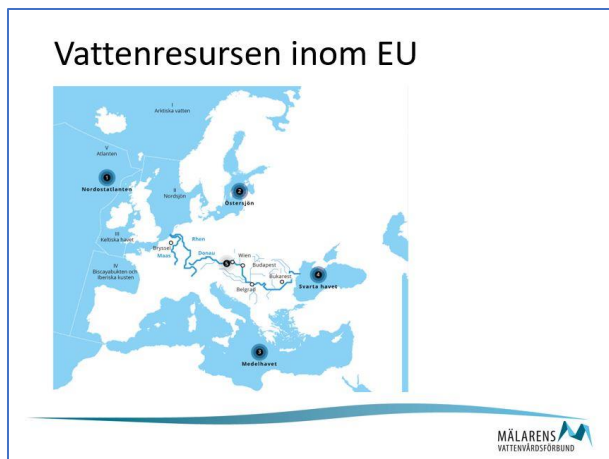 Vattenresursen inom EU
I
Arktiska vatten
V
Atlanten
1
Nordostatlanten
2
Östersjön
II
Nordsjön
III
Keltiska havet
Bryssel
Rhen
Maas
Donau
IV
Biscayabukten och
Iberiska kusten
5
Wien
Budapest
Bukarest
Belgrad
4
Svarta havet
3
Medelhavet
MÄLARENS
VATTENVÅRDSFÖRBUND